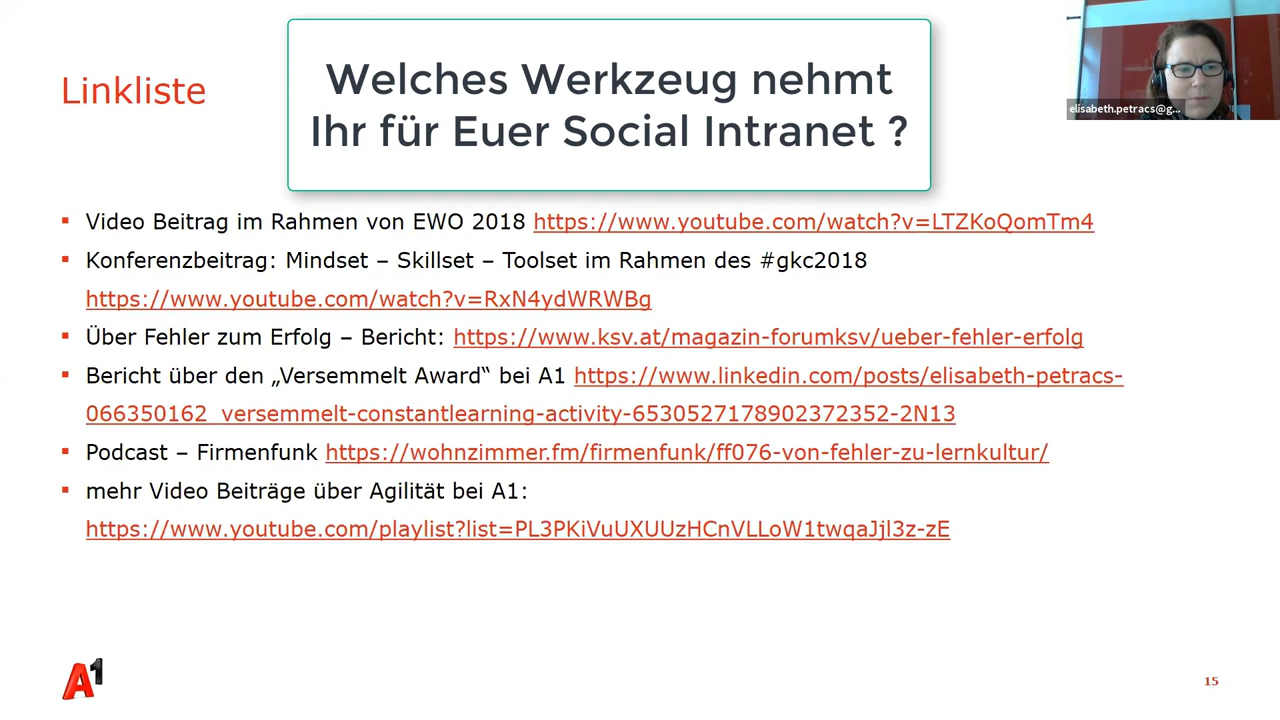 Welches Werkzeug nehmt
Ihr für Euer Social Intranet ?
Linkliste
elisabeth.petracs@g...
▪ Video Beitrag im Rahmen von EWO 2018 https://www.youtube.com/watch?v=LTZKoQomTm4
▪ Konferenzbeitrag: Mindset – Skillset – Toolset im Rahmen des #gkc2018
https://www.youtube.com/watch?v=RxN4ydWRWBg
▪ Über Fehler zum Erfolg – Bericht: https://www.ksv.at/magazin-forumksv/ueber-fehler-erfolg
▪ Bericht über den „Versemmelt Award“ bei A1 https://www.linkedin.com/posts/elisabeth-petracs-
066350162_versemmelt-constantlearning-activity-6530527178902372352-2N13
▪ Podcast – Firmenfunk https://wohnzimmer.fm/firmenfunk/ff076-von-fehler-zu-lernkultur/
▪ mehr Video Beiträge über Agilität bei A1:
https://www.youtube.com/playlist?list=PL3PKiVuUXUUzHCnVLLoW1twqaJjl3z-zE
A1
15